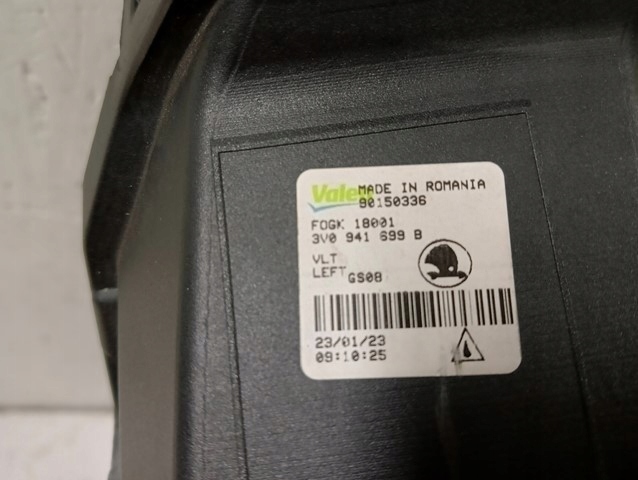 Valeo MADE IN ROMANIA
90150336
FOGK 18001
3V0 941 699 B
VLT
LEFT GS08
23/01/23
09:10:25